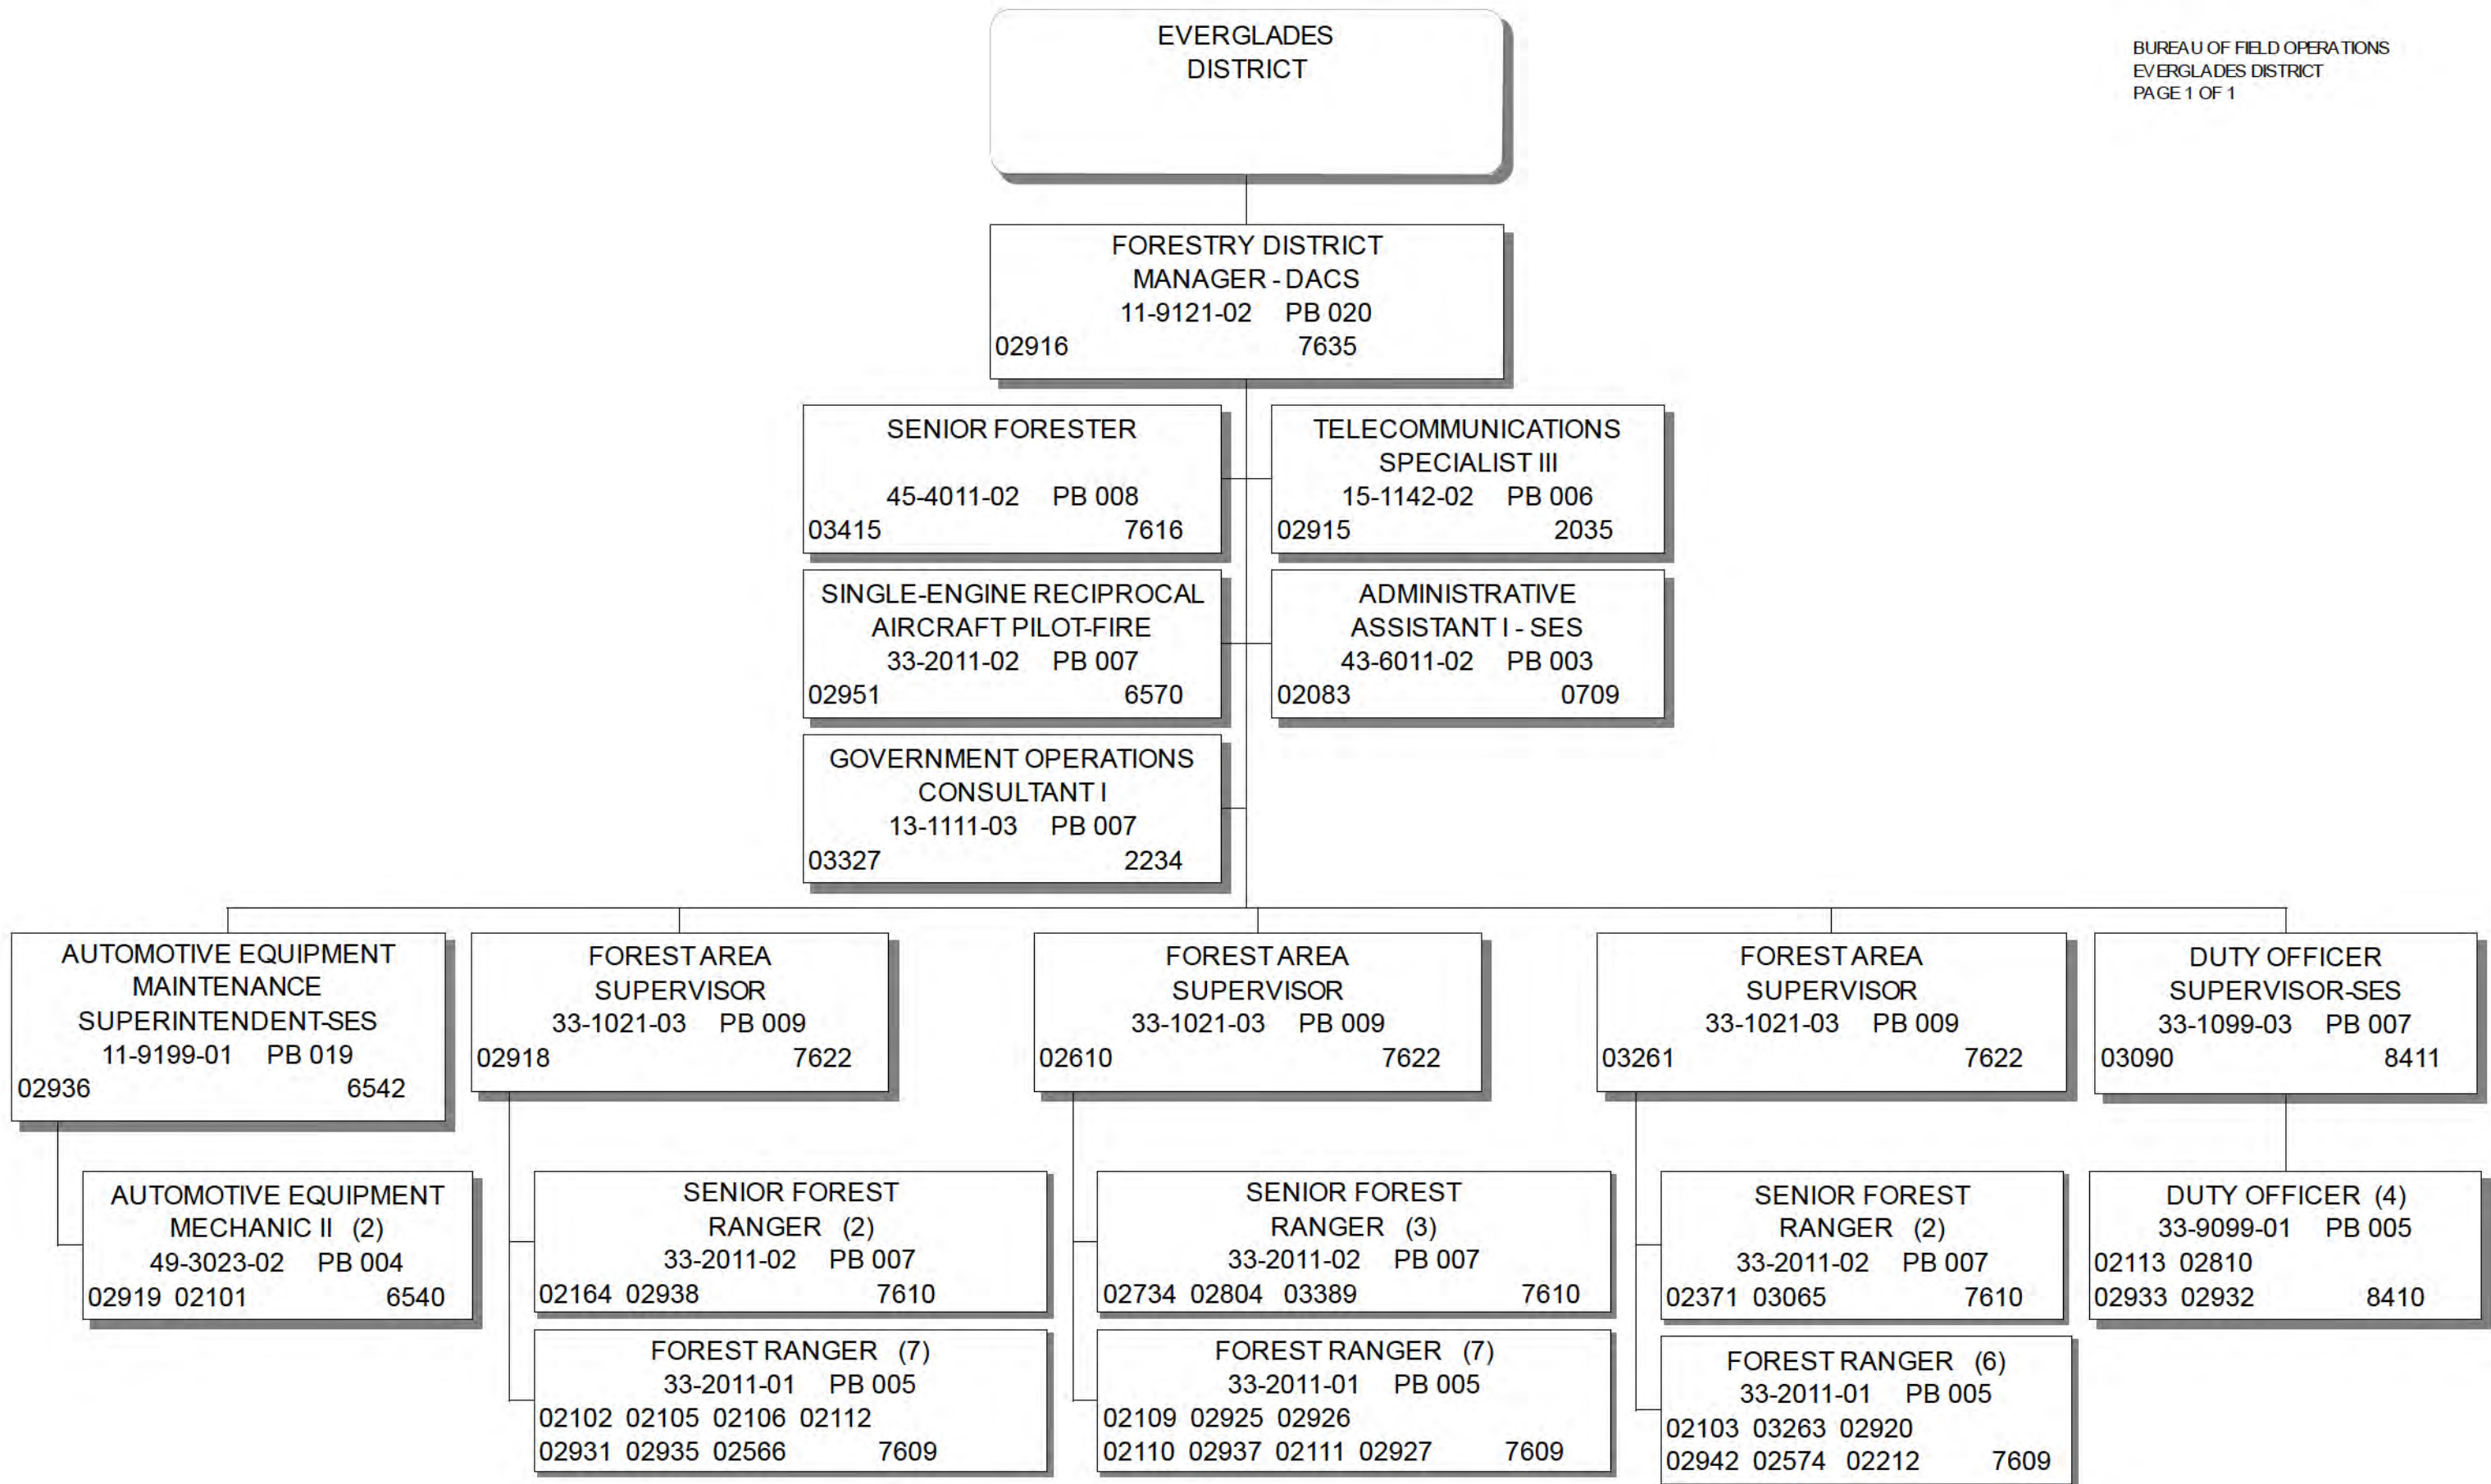 EVERGLADES
DISTRICT
BUREAU OF FIELD OPERATIONS
EVERGLADES DISTRICT
PAGE 1 OF 1
FORESTRY DISTRICT
MANAGER - DACS
11-9121-02 PB 020
02916 7635
SENIOR FORESTER
45-4011-02 PB 008
03415 7616
TELECOMMUNICATIONS
SPECIALIST III
15-1142-02 PB 006
02915 2035
SINGLE-ENGINE RECIPROCAL
AIRCRAFT PILOT-FIRE
33-2011-02 PB 007
02951 6570
ADMINISTRATIVE
ASSISTANT I - SES
43-6011-02 PB 003
02083 0709
GOVERNMENT OPERATIONS
CONSULTANT I
13-1111-03 PB 007
03327 2234
AUTOMOTIVE EQUIPMENT
MAINTENANCE
SUPERINTENDENT-SES
11-9199-01 PB 019
02936 6542
FOREST AREA
SUPERVISOR
33-1021-03 PB 009
02918 7622
FOREST AREA
SUPERVISOR
33-1021-03 PB 009
02610 7622
FOREST AREA
SUPERVISOR
33-1021-03 PB 009
03261 7622
DUTY OFFICER
SUPERVISOR-SES
33-1099-03 PB 007
03090 8411
AUTOMOTIVE EQUIPMENT
MECHANIC II (2)
49-3023-02 PB 004
02919 02101 6540
SENIOR FOREST
RANGER (2)
33-2011-02 PB 007
02164 02938 7610
SENIOR FOREST
RANGER (3)
33-2011-02 PB 007
02734 02804 03389 7610
SENIOR FOREST
RANGER (2)
33-2011-02 PB 007
02371 03065 7610
DUTY OFFICER (4)
33-9099-01 PB 005
02113 02810
02933 02932 8410
FOREST RANGER (7)
33-2011-01 PB 005
02102 02105 02106 02112
02931 02935 02566 7609
FOREST RANGER (7)
33-2011-01 PB 005
02109 02925 02926
02110 02937 02111 02927 7609
FOREST RANGER (6)
33-2011-01 PB 005
02103 03263 02920
02942 02574 02212 7609